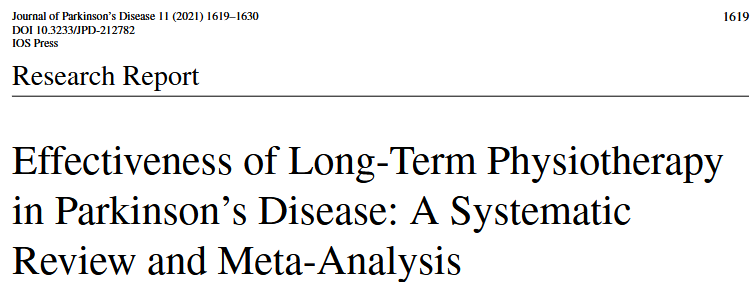 Journal of Parkinson's Disease 11 (2021) 1619–1630
1619
DOI 10.3233/JPD-212782
IOS Press
Research Report
Effectiveness of Long-Term Physiotherapy
in Parkinson's Disease: A Systematic
Review and Meta-Analysis